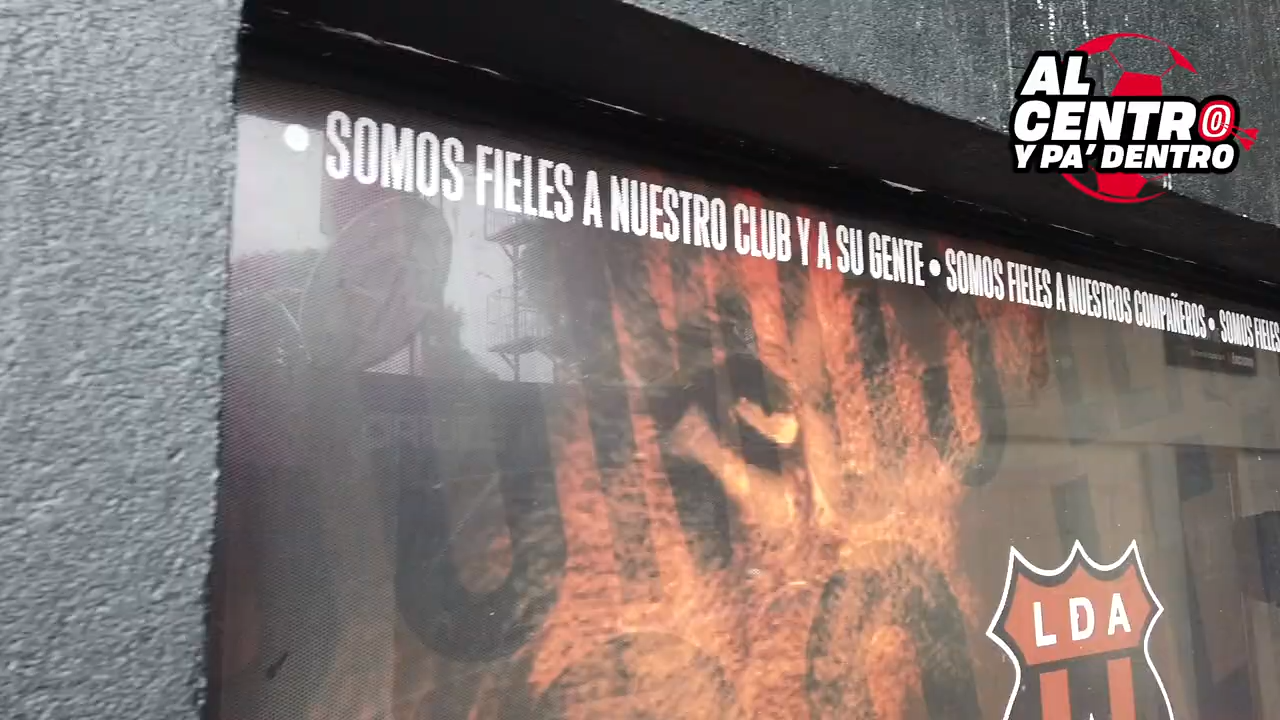 AL
CENTRO
Y PA' DENTRO
• SOMOS FIELES A NUESTRO CLUB Y A SU GENTE • SOMOS FIELES A NUESTROS COMPAÑEROS • SOMOS FIELES
LDA